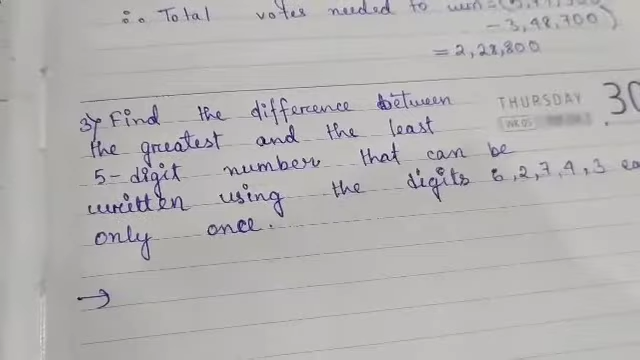 ∴ Total votes needed to win =
- 3,48,700)
= 2,28,800
THURSDAY
30
3) Find the difference between
the greatest and the least
5-digit number that can be
written using the digits 6,2,7,4,3 ea
only once.
→